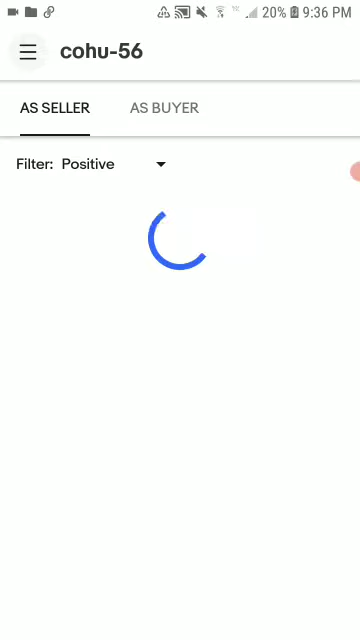 20% 9:36 PM
cohu-56
AS SELLER AS BUYER
Filter: Positive